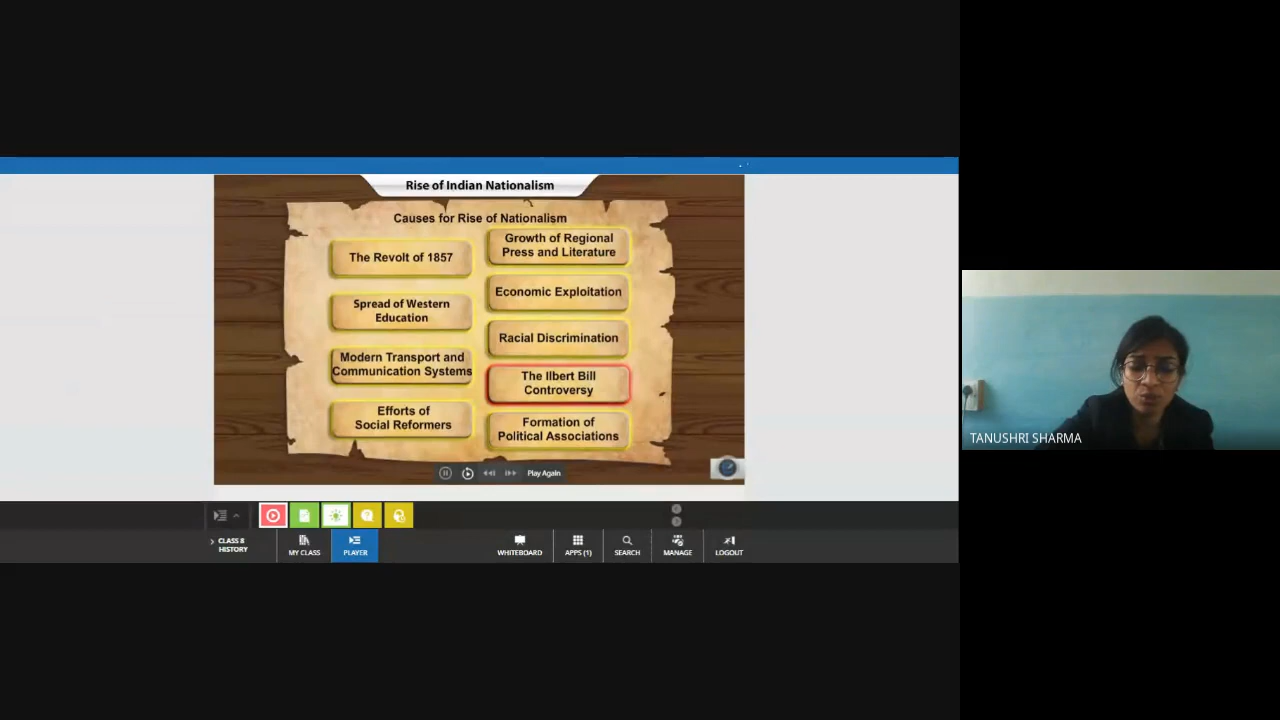 Rise of Indian Nationalism
Causes for Rise of Nationalism
The Revolt of 1857
Spread of Western
Education
Modern Transport and
Communication Systems
Efforts of
Social Reformers
Growth of Regional
Press and Literature
Economic Exploitation
Racial Discrimination
The Ilbert Bill
Controversy
Formation of
Political Associations
Play Again
TANUSHRI SHARMA
CLASS 8
HISTORY
MY CLASS
PLAYER
WHITEBOARD
APPS (1)
SEARCH
MANAGE
LOGOUT